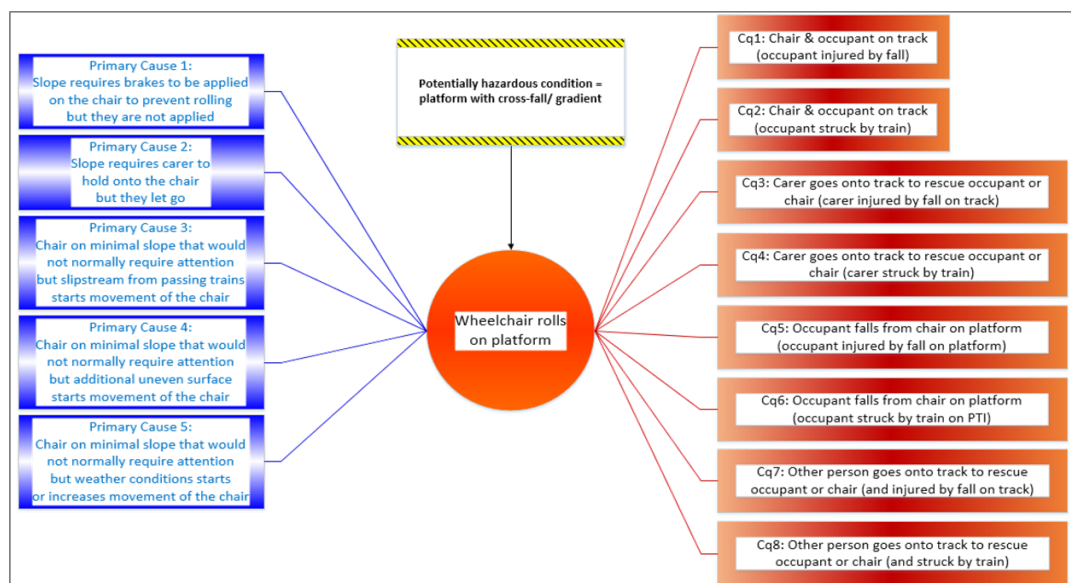 Primary Cause 1:
Slope requires brakes to be applied
on the chair to prevent rolling
but they are not applied
Primary Cause 2:
Slope requires carer to
hold onto the chair
but they let go
Primary Cause 3:
Chair on minimal slope that would
not normally require attention
but slipstream from passing trains
starts movement of the chair
Primary Cause 4:
Chair on minimal slope that would
not normally require attention
but additional uneven surface
starts movement of the chair
Primary Cause 5:
Chair on minimal slope that would
not normally require attention
but weather conditions starts
or increases movement of the chair
Potentially hazardous condition =
platform with cross-fall/ gradient
Wheelchair rolls
on platform
Cq1: Chair & occupant on track
(occupant injured by fall)
Cq2: Chair & occupant on track
(occupant struck by train)
Cq3: Carer goes onto track to rescue occupant or
chair (carer injured by fall on track)
Cq4: Carer goes onto track to rescue occupant or
chair (carer struck by train)
Cq5: Occupant falls from chair on platform
(occupant injured by fall on platform)
Cq6: Occupant falls from chair on platform
(occupant struck by train on PTI)
Cq7: Other person goes onto track to rescue
occupant or chair (and injured by fall on track)
Cq8: Other person goes onto track to rescue
occupant or chair (and struck by train)